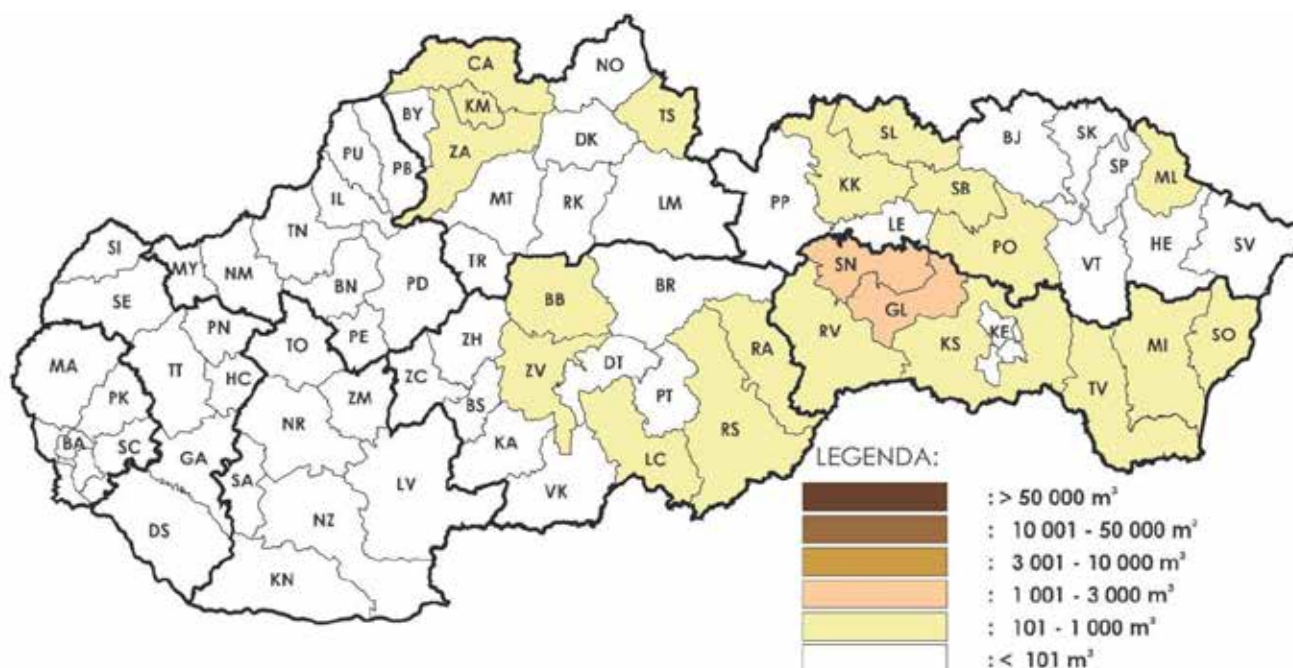 CA
NO
KM
TS
BY
PU
PB
ZA
DK
IL
MT
RK
LM
TN
SL
BJ
SK
SP
ML
KK
SB
PP
LE
PO
HE
SV
VT
SI
MY
NM
SE
BN
PD
TR
PN
PE
TO
MA
TT
HC
PK
BA
SC
GA
NR
ZM
SA
DS
NZ
LV
KN
BB
BR
SN
GL
RV
KS
KE
MI
SO
TV
ZH
ZC
BS
ZV
DT
RA
PT
RS
KA
LC
VK
LEGENDA:
: > 50 000 m³
: 10 001 - 50 000 m²
: 3 001 - 10 000 m³
: 1 001 - 3 000 m³
: 101 - 1 000 m³
: < 101 m³